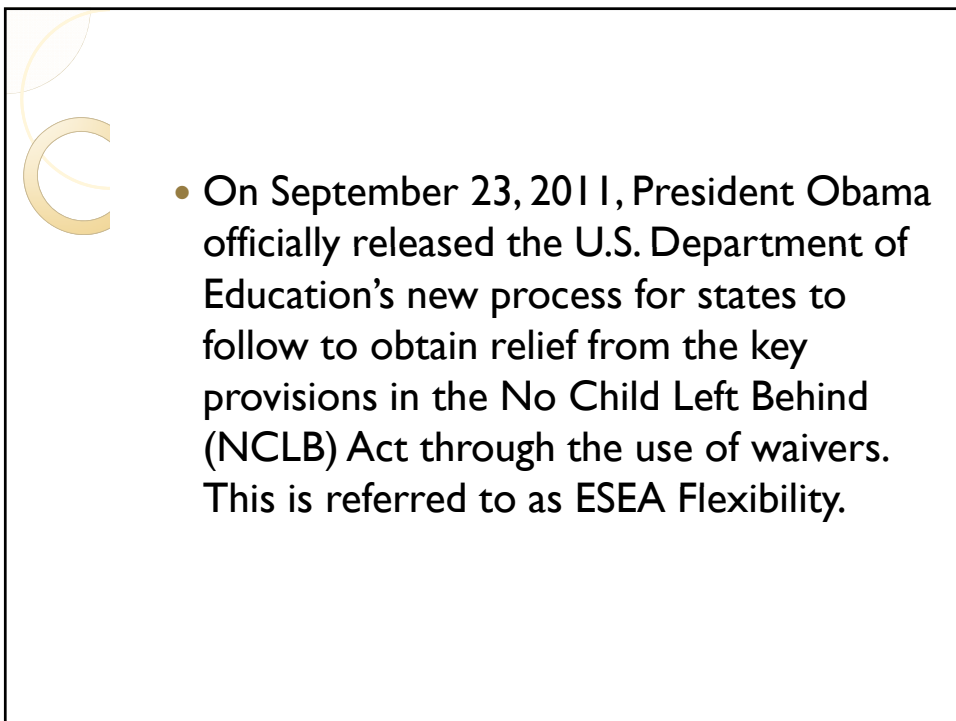 • On September 23, 2011, President Obama
officially released the U.S. Department of
Education’s new process for states to
follow to obtain relief from the key
provisions in the No Child Left Behind
(NCLB) Act through the use of waivers.
This is referred to as ESEA Flexibility.